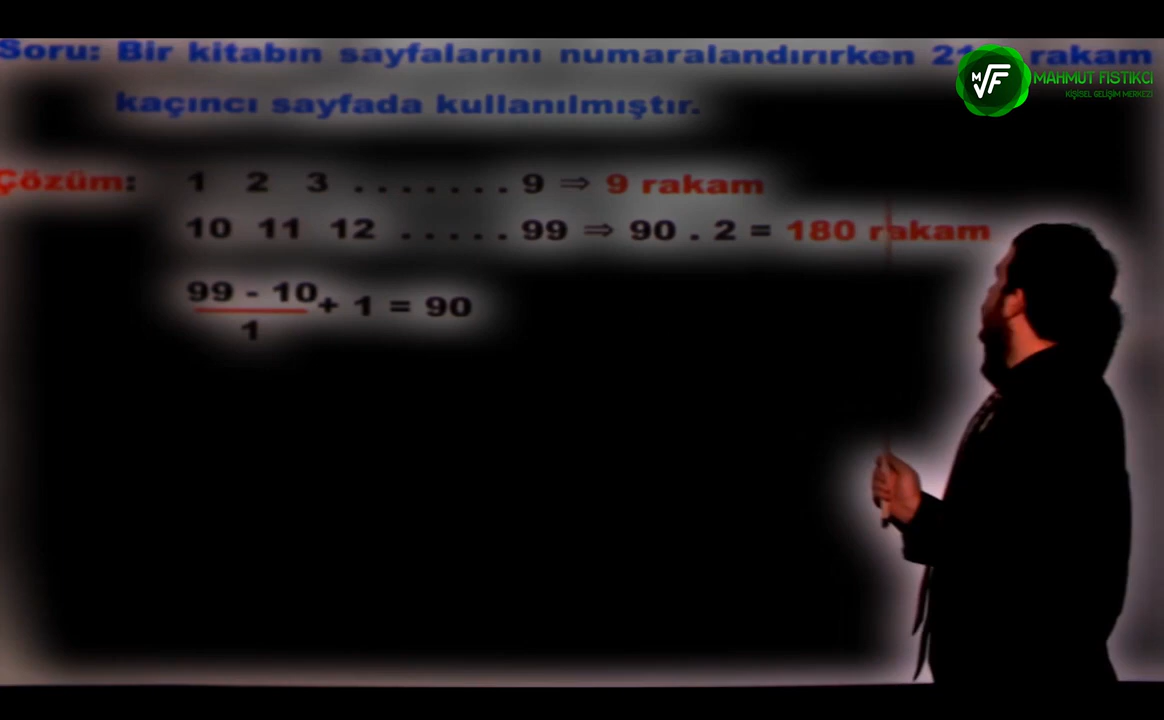 Soru: Bir kitabın sayfalarını numaralandırırken rakam
kaçıncı sayfada kullanılmıştır.
MAHMUT FISTIKCI
KİŞİSEL GELİŞİM MERKEZİ
Çözüm: 1 2 3 . . . . . . . 9 ⇒ 9 rakam
10 11 12 . . . . . 99 ⇒ 90 . 2 = 180 rakam
99 - 10
+ 1 = 90
1